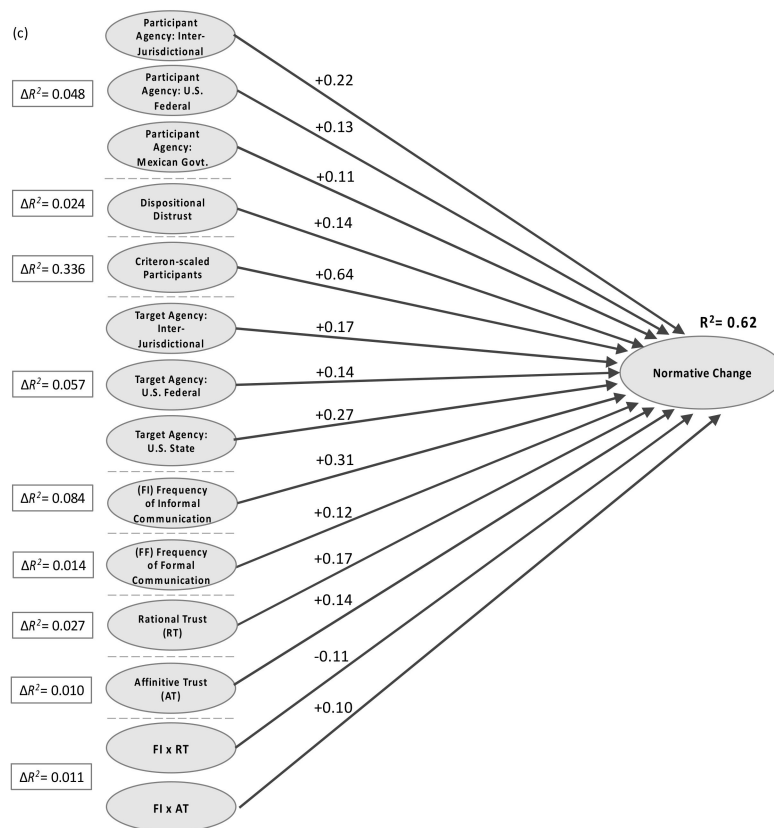 (c)
Participant
Agency: Inter-
Jurisdictional
+0.22
ΔR²= 0.048
Participant
Agency: U.S.
Federal
+0.13
Participant
Agency:
Mexican Govt.
+0.11
ΔR²= 0.024
Dispositional
Distrust
+0.14
ΔR²= 0.336
Criteron-scaled
Participants
+0.64
Target Agency:
Inter-
Jurisdictional
+0.17
R²= 0.62
Normative Change
ΔR²= 0.057
Target Agency:
U.S. Federal
+0.14
Target Agency:
U.S. State
+0.27
ΔR²= 0.084
(FI) Frequency
of Informal
Communication
+0.31
ΔR²= 0.014
(FF) Frequency
of Formal
Communication
+0.12
ΔR²= 0.027
Rational Trust
(RT)
+0.17
ΔR²= 0.010
Affinitive Trust
(AT)
+0.14
ΔR²= 0.011
FI x RT
-0.11
FI x AT
+0.10